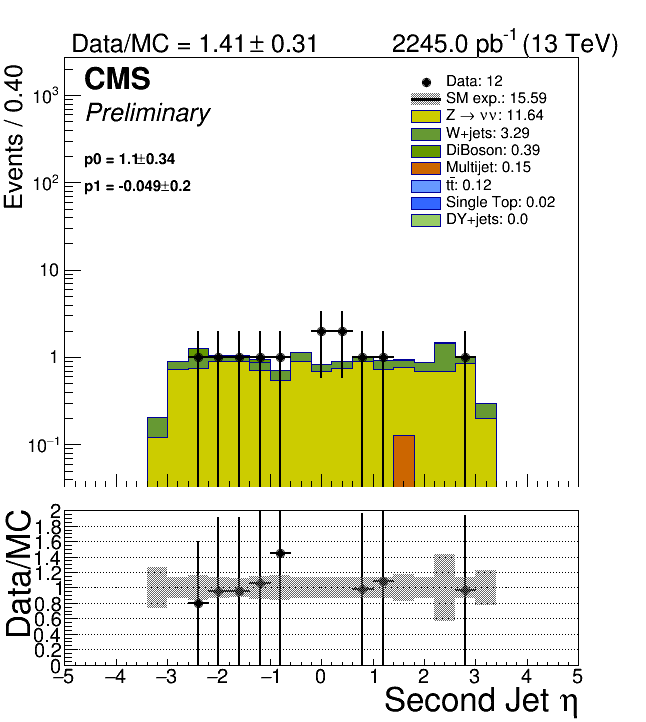 Data/MC = 1.41± 0.31
2245.0 pb⁻¹ (13 TeV)
CMS
Preliminary
p0 = 1.1±0.34
p1 = -0.049±0.2
Data: 12
SM exp.: 15.59
Z → νν: 11.64
W+jets: 3.29
DiBoson: 0.39
Multijet: 0.15
tt̄: 0.12
Single Top: 0.02
DY+jets: 0.0
Events / 0.40
10³
10²
10
1
10⁻¹
Data/MC
2
1.8
1.6
1.4
1.2
1
0.8
0.6
0.4
0.2
0
−5 −4 −3 −2 −1 0 1 2 3 4 5
Second Jet η